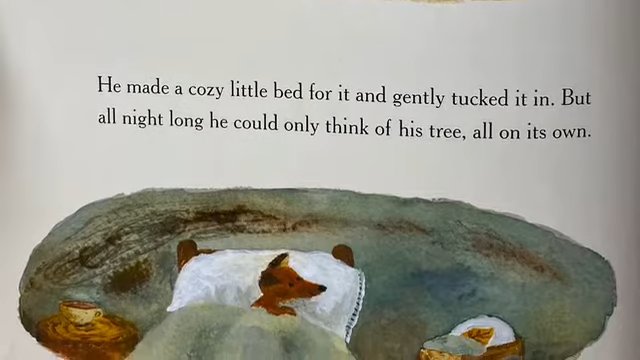 He made a cozy little bed for it and gently tucked it in. But
all night long he could only think of his tree, all on its own.